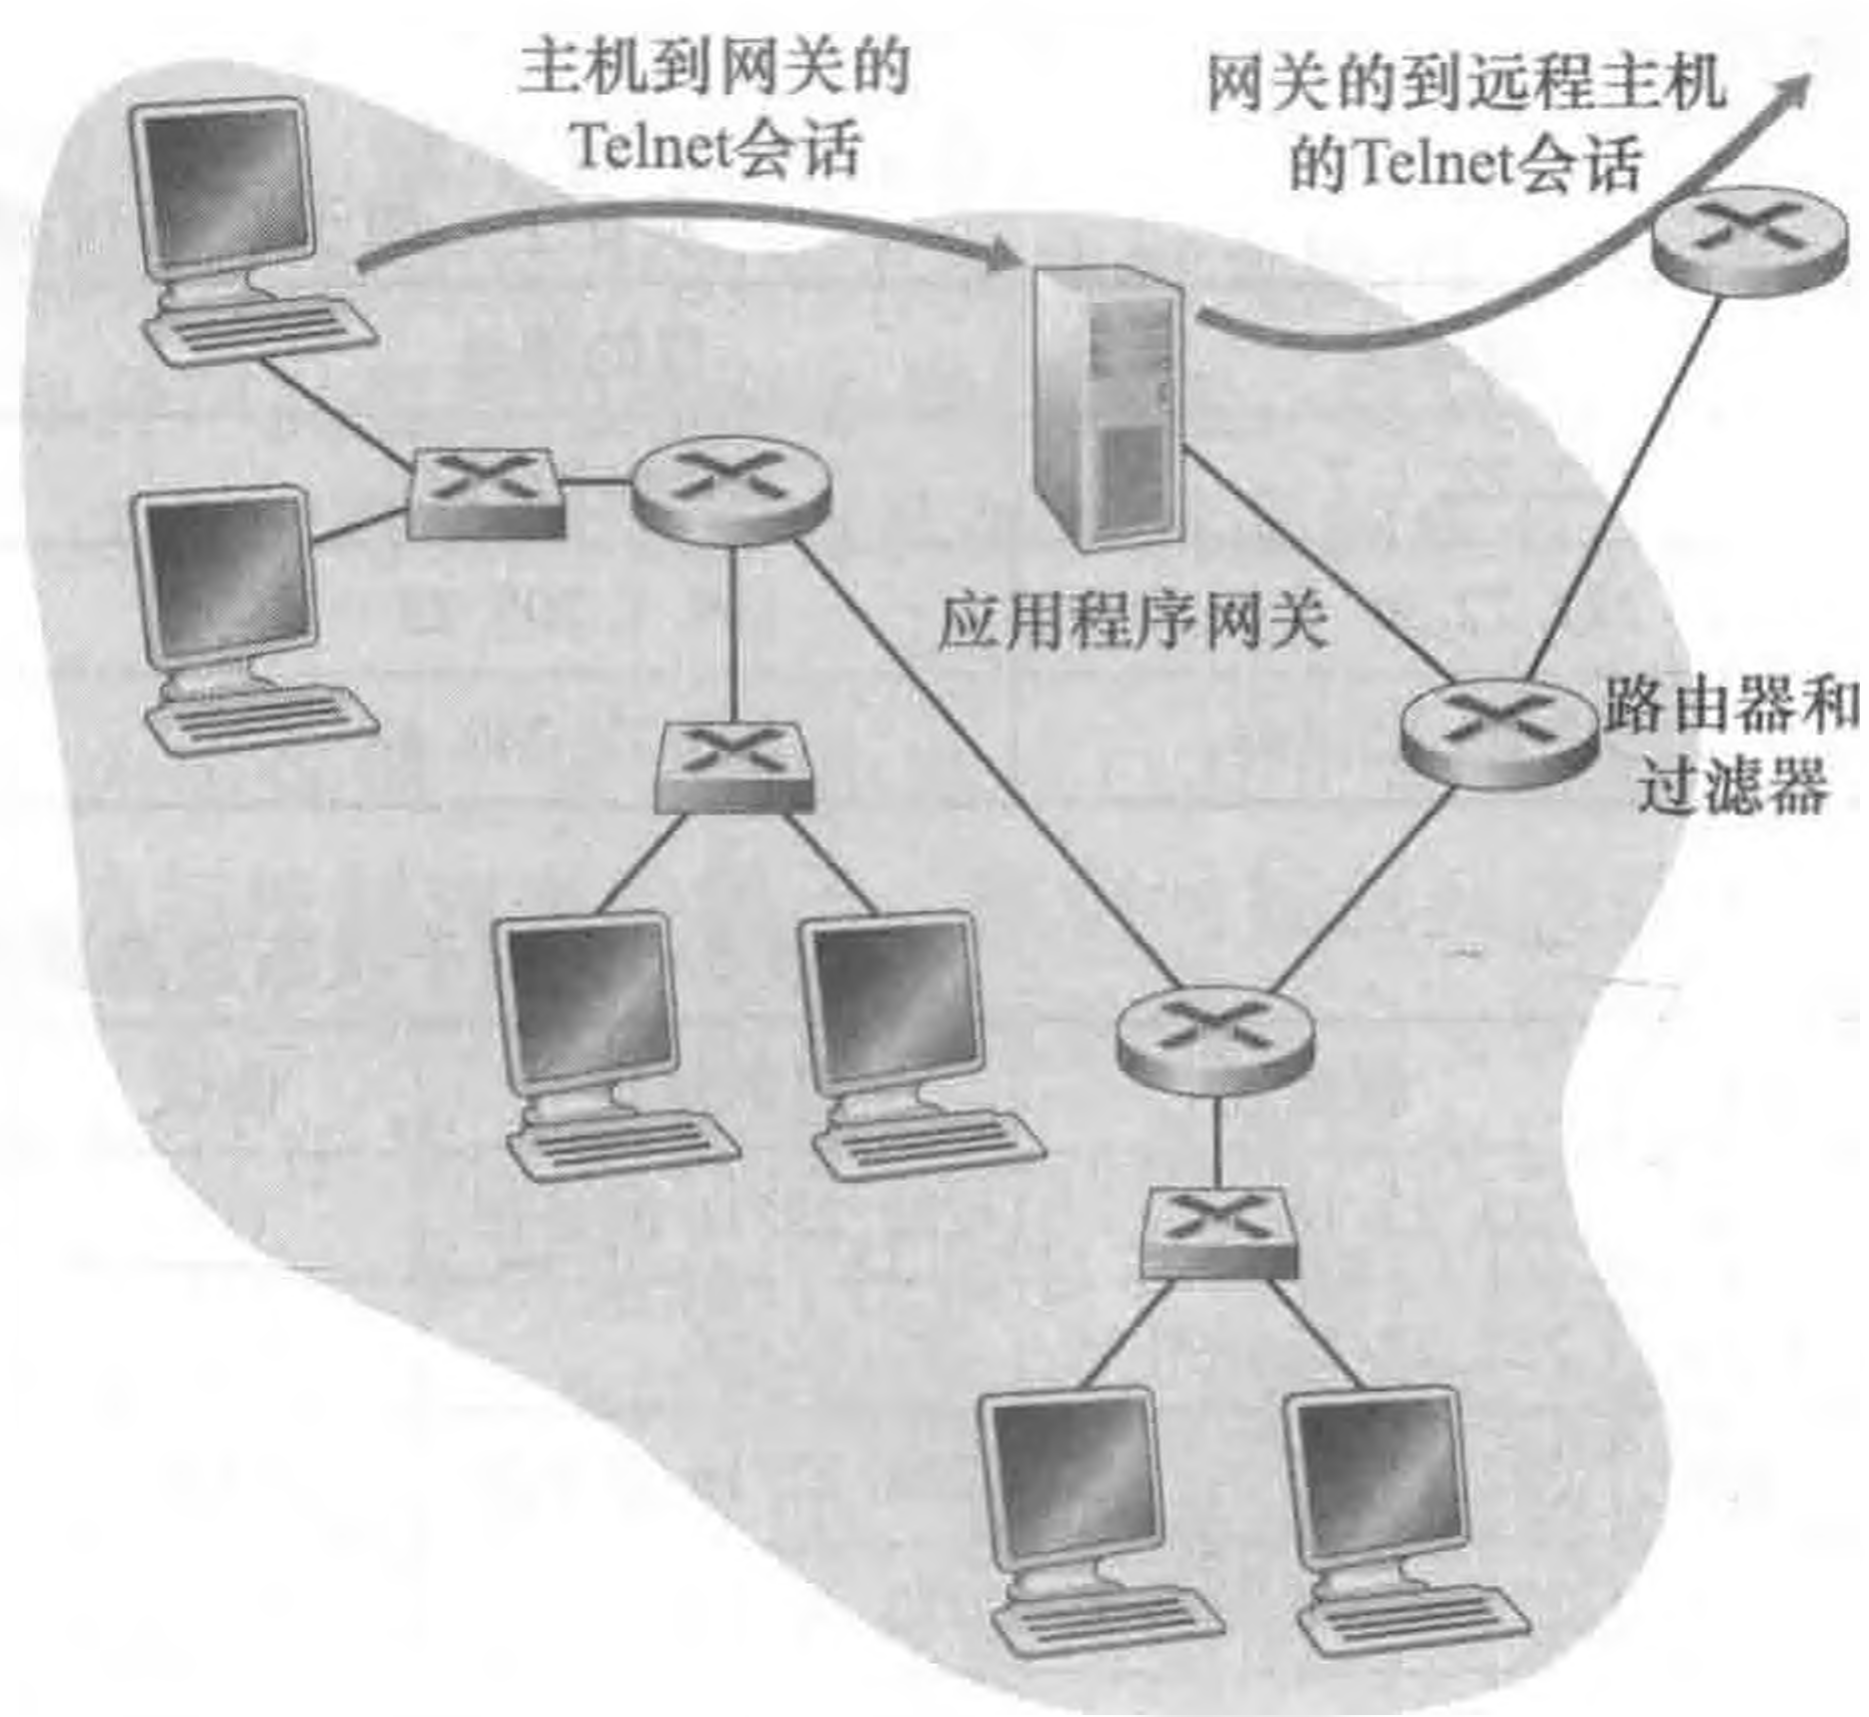 主机到网关的
Telnet会话
网关的到远程主机
的Telnet会话
应用程序网关
路由器和
过滤器